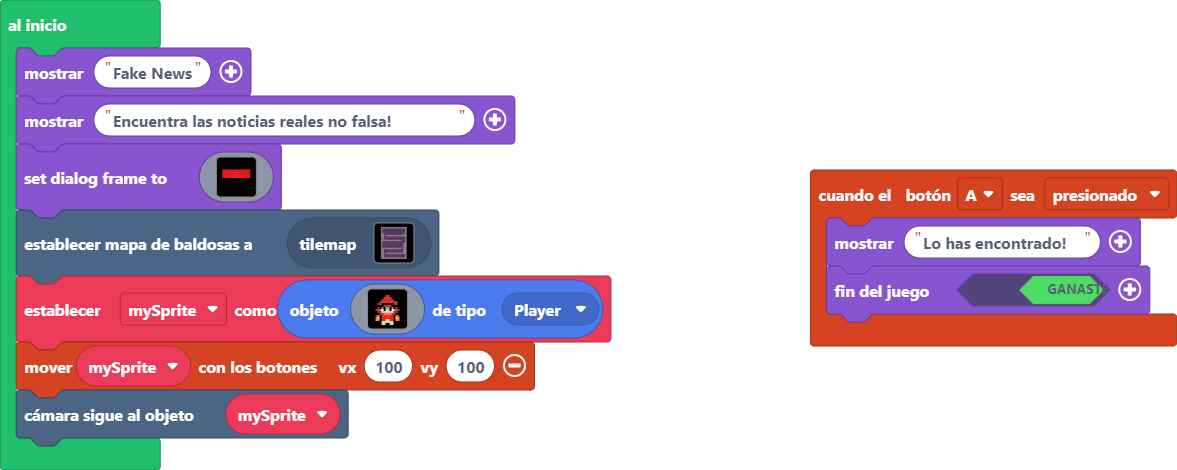 al inicio
mostrar "Fake News"
mostrar "Encuentra las noticias reales no falsa! "
set dialog frame to
establecer mapa de baldosas a tilemap
establecer mySprite como objeto de tipo Player
mover mySprite con los botones vx 100 vy 100
cámara sigue al objeto mySprite
cuando el botón A sea presionado
mostrar "Lo has encontrado! "
fin del juego GANAST